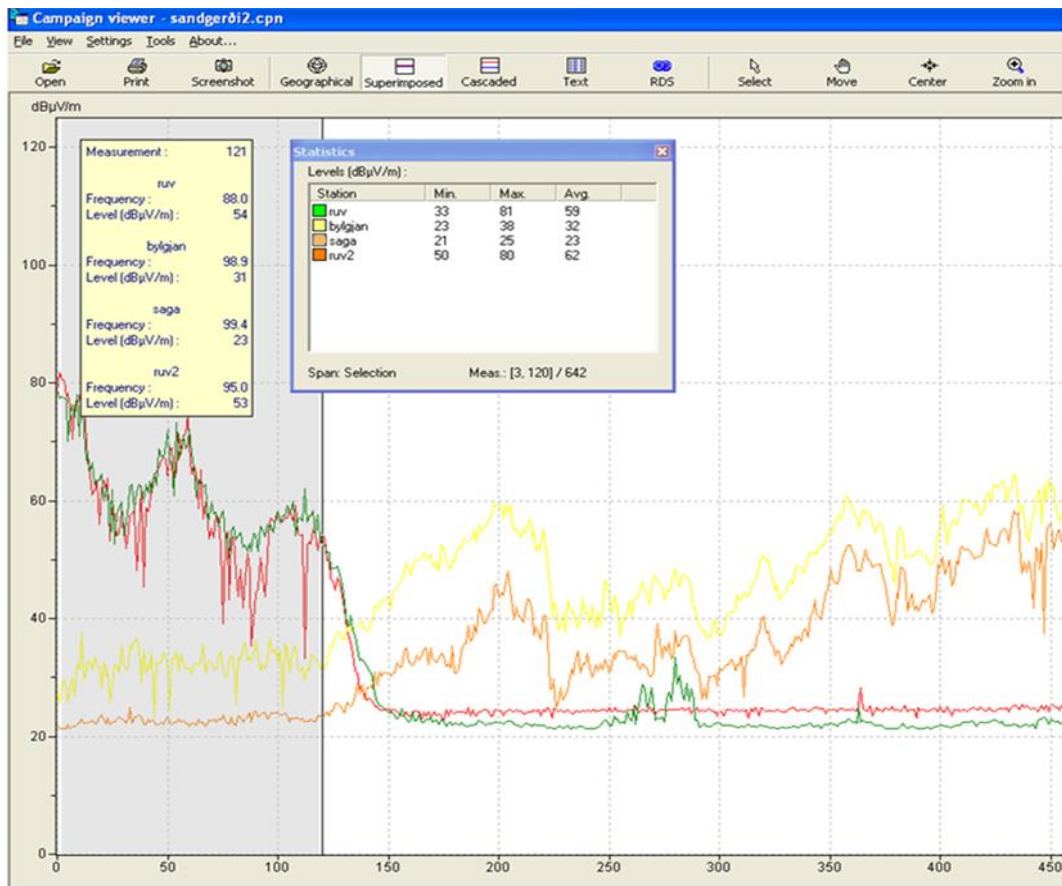 Campaign viewer - sandgerði2.cpn
File View Settings Tools About...
Open Print Screenshot Geographical Superimposed Cascaded Text RDS Select Move Center Zoom in
dBµV/m
Measurement : 121
ruv
Frequency : 88.0
Level (dBµV/m) : 54
bylgjan
Frequency : 98.9
Level (dBµV/m) : 31
saga
Frequency : 99.4
Level (dBµV/m) : 23
ruv2
Frequency : 95.0
Level (dBµV/m) : 53
Statistics
Levels (dBµV/m) :
Station Min. Max. Avg.
ruv 33 81 59
bylgjan 23 38 32
saga 21 25 23
ruv2 50 80 62
Span: Selection Meas.: [3, 120] / 642
120
100
80
60
40
20
0
0 50 100 150 200 250 300 350 400 450